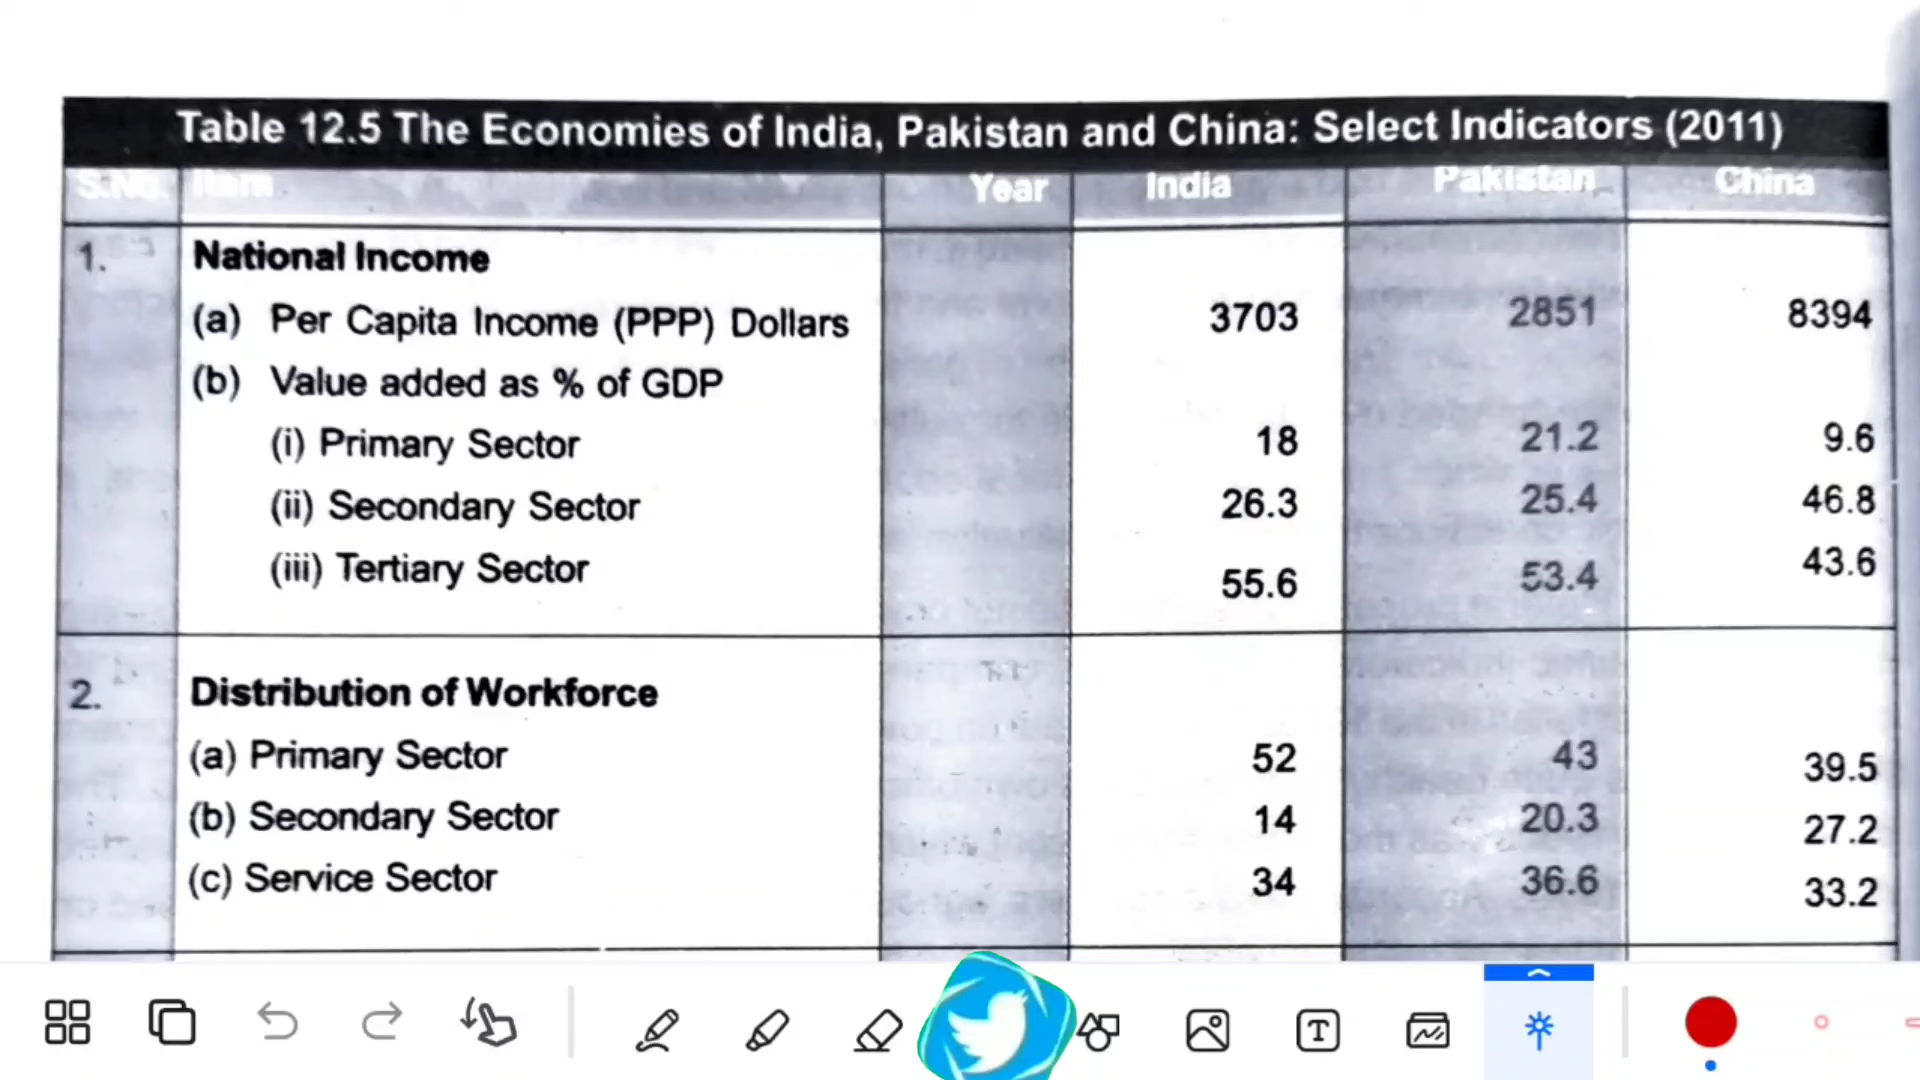 Table 12.5 The Economies of India, Pakistan and China: Select Indicators (2011)
S.No. Item Year India Pakistan China
1. National Income
(a) Per Capita Income (PPP) Dollars 3703 2851 8394
(b) Value added as % of GDP
(i) Primary Sector 18 21.2 9.6
(ii) Secondary Sector 26.3 25.4 46.8
(iii) Tertiary Sector 55.6 53.4 43.6
2. Distribution of Workforce
(a) Primary Sector 52 43 39.5
(b) Secondary Sector 14 20.3 27.2
(c) Service Sector 34 36.6 33.2